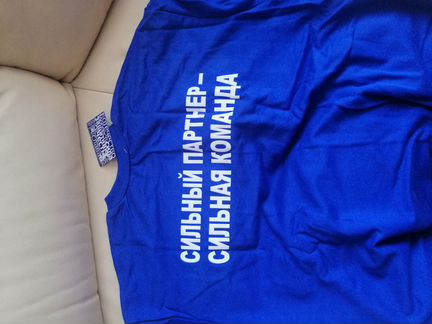 СИЛЬНЫЙ ПАРТНЕР–
СИЛЬНАЯ КОМАНДА